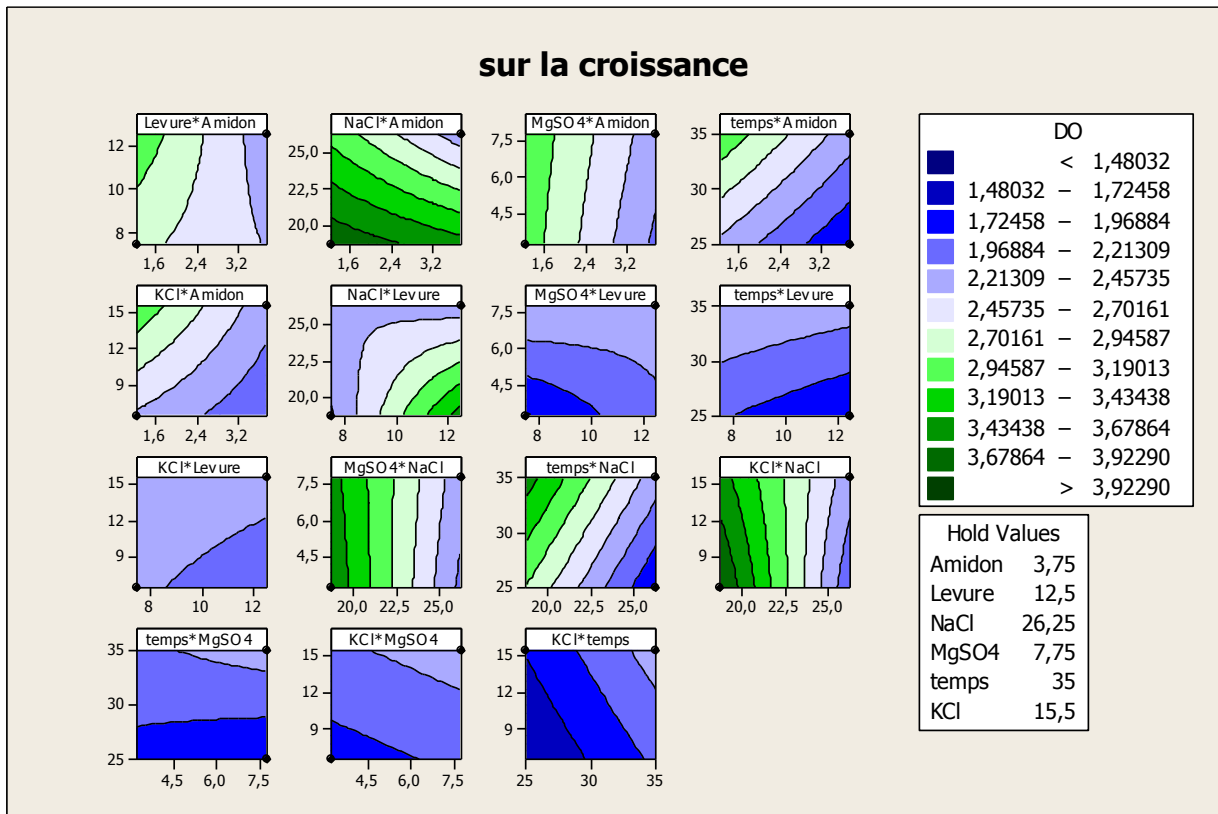 sur la croissance
Levure*Amidon
12
10
8
1,6 2,4 3,2
NaCl*Amidon
25,0
22,5
20,0
1,6 2,4 3,2
MgSO4*Amidon
7,5
6,0
4,5
1,6 2,4 3,2
temps*Amidon
35
30
25
1,6 2,4 3,2
KCl*Amidon
15
12
9
1,6 2,4 3,2
NaCl*Levure
25,0
22,5
20,0
8 10 12
MgSO4*Levure
7,5
6,0
4,5
8 10 12
temps*Levure
35
30
25
8 10 12
KCl*Levure
15
12
9
8 10 12
MgSO4*NaCl
7,5
6,0
4,5
20,0 22,5 25,0
temps*NaCl
35
30
25
20,0 22,5 25,0
KCl*NaCl
15
12
9
20,0 22,5 25,0
temps*MgSO4
35
30
25
4,5 6,0 7,5
KCl*MgSO4
15
12
9
4,5 6,0 7,5
KCl*temps
15
12
9
25 30 35
DO
< 1,48032
1,48032 – 1,72458
1,72458 – 1,96884
1,96884 – 2,21309
2,21309 – 2,45735
2,45735 – 2,70161
2,70161 – 2,94587
2,94587 – 3,19013
3,19013 – 3,43438
3,43438 – 3,67864
3,67864 – 3,92290
> 3,92290
Hold Values
Amidon 3,75
Levure 12,5
NaCl 26,25
MgSO4 7,75
temps 35
KCl 15,5